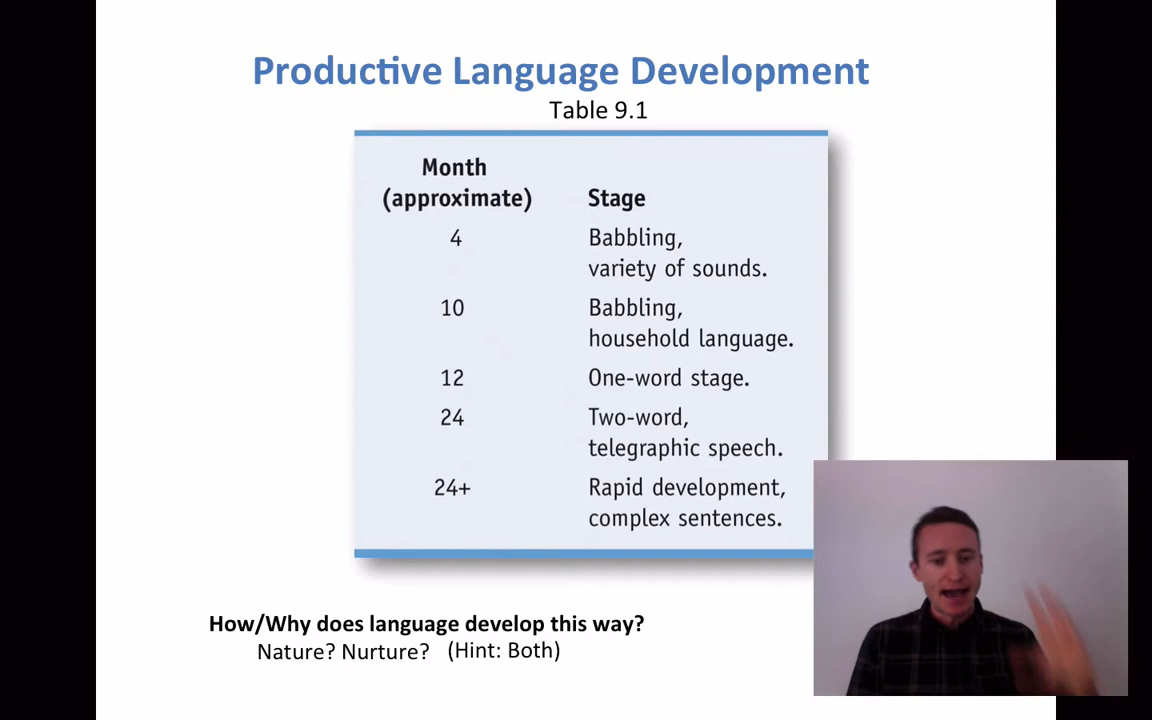 Productive Language Development
Table 9.1
Month
(approximate) Stage
4 Babbling,
variety of sounds.
10 Babbling,
household language.
12 One-word stage.
24 Two-word,
telegraphic speech.
24+ Rapid development,
complex sentences.
How/Why does language develop this way?
Nature? Nurture? (Hint: Both)